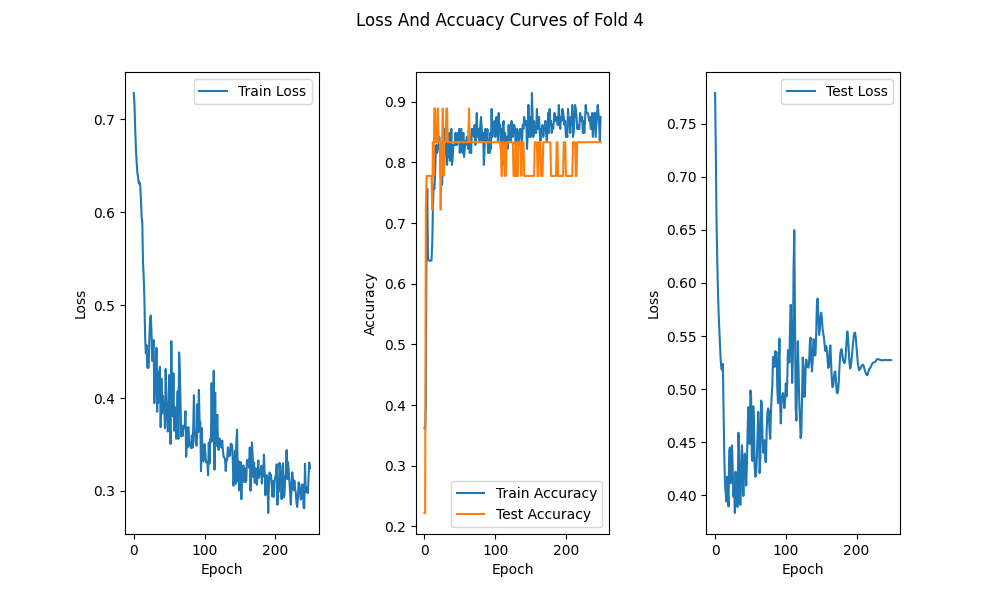 Loss And Accuacy Curves of Fold 4
Train Loss
0.7
0.6
0.5
0.4
0.3
Loss
0
100
200
Epoch
0.9
0.8
0.7
0.6
0.5
0.4
0.3
0.2
Accuracy
Train Accuracy
Test Accuracy
0
100
200
Epoch
Test Loss
0.75
0.70
0.65
0.60
0.55
0.50
0.45
0.40
Loss
0
100
200
Epoch